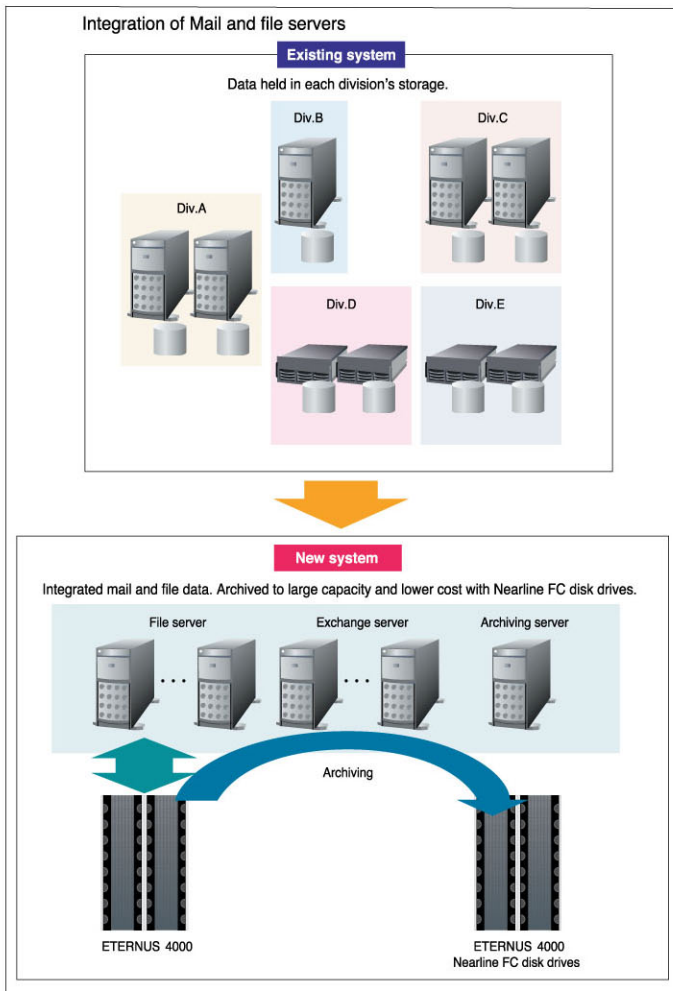 Integration of Mail and file servers
Existing system
Data held in each division's storage.
Div.B
Div.C
Div.A
Div.D
Div.E
New system
Integrated mail and file data. Archived to large capacity and lower cost with Nearline FC disk drives.
File server
Exchange server
Archiving server
Archiving
ETERNUS 4000
ETERNUS 4000
Nearline FC disk drives